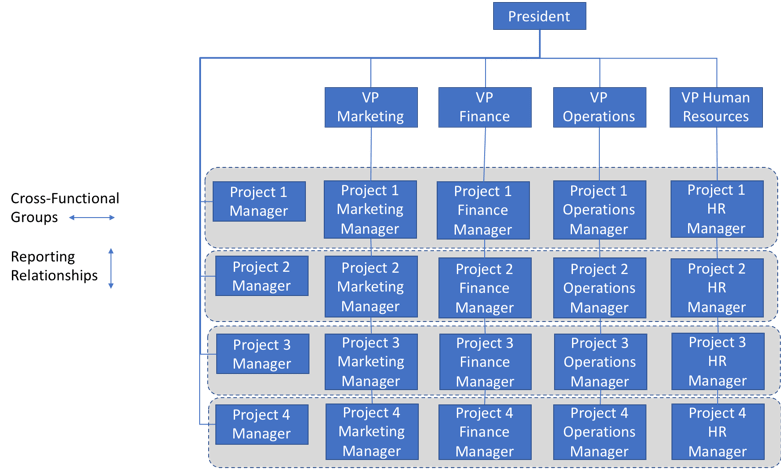 President
VP
Marketing
VP
Finance
VP
Operations
VP Human
Resources
Cross-Functional
Groups
Reporting
Relationships
Project 1
Manager
Project 1
Marketing
Manager
Project 1
Finance
Manager
Project 1
Operations
Manager
Project 1
HR
Manager
Project 2
Manager
Project 2
Marketing
Manager
Project 2
Finance
Manager
Project 2
Operations
Manager
Project 2
HR
Manager
Project 3
Manager
Project 3
Marketing
Manager
Project 3
Finance
Manager
Project 3
Operations
Manager
Project 3
HR
Manager
Project 4
Manager
Project 4
Marketing
Manager
Project 4
Finance
Manager
Project 4
Operations
Manager
Project 4
HR
Manager